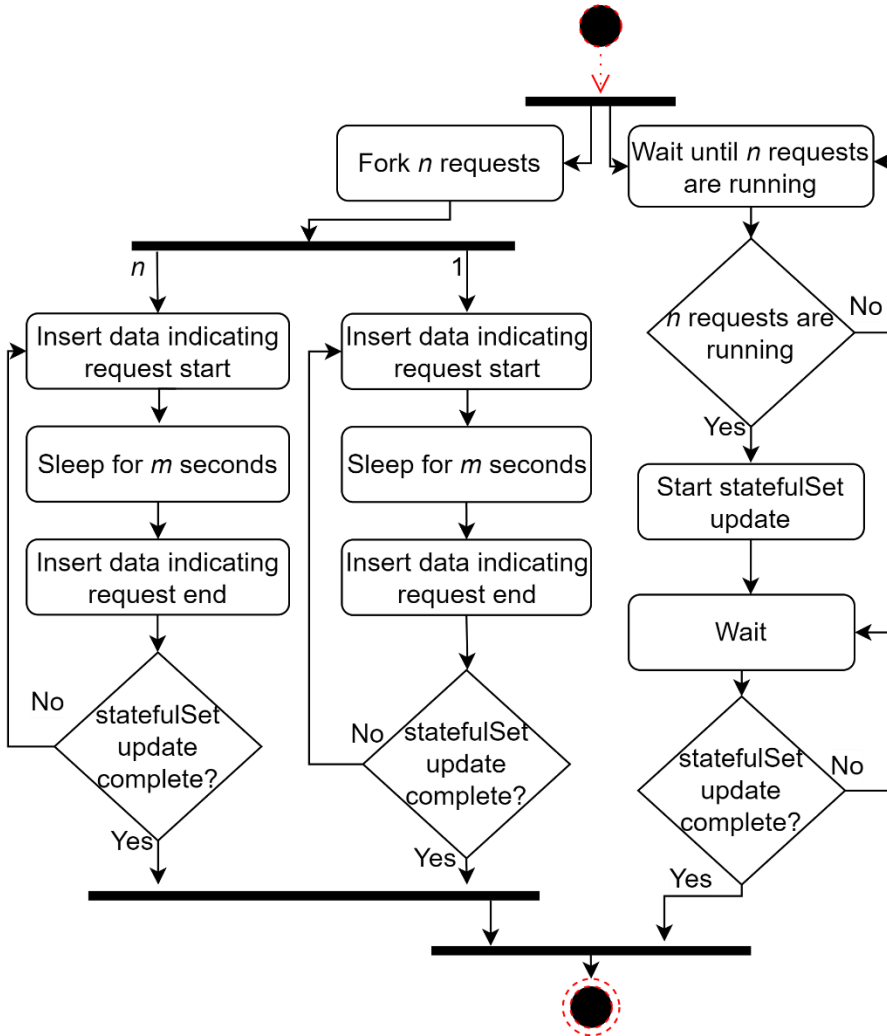 Fork n requests
Wait until n requests
are running
n
1
Insert data indicating
request start
Insert data indicating
request start
n requests are
running
No
Yes
Sleep for m seconds
Sleep for m seconds
Start statefulSet
update
Insert data indicating
request end
Insert data indicating
request end
Wait
No
statefulSet
update
complete?
No
statefulSet
update
complete?
statefulSet
update
complete?
No
Yes
Yes
Yes